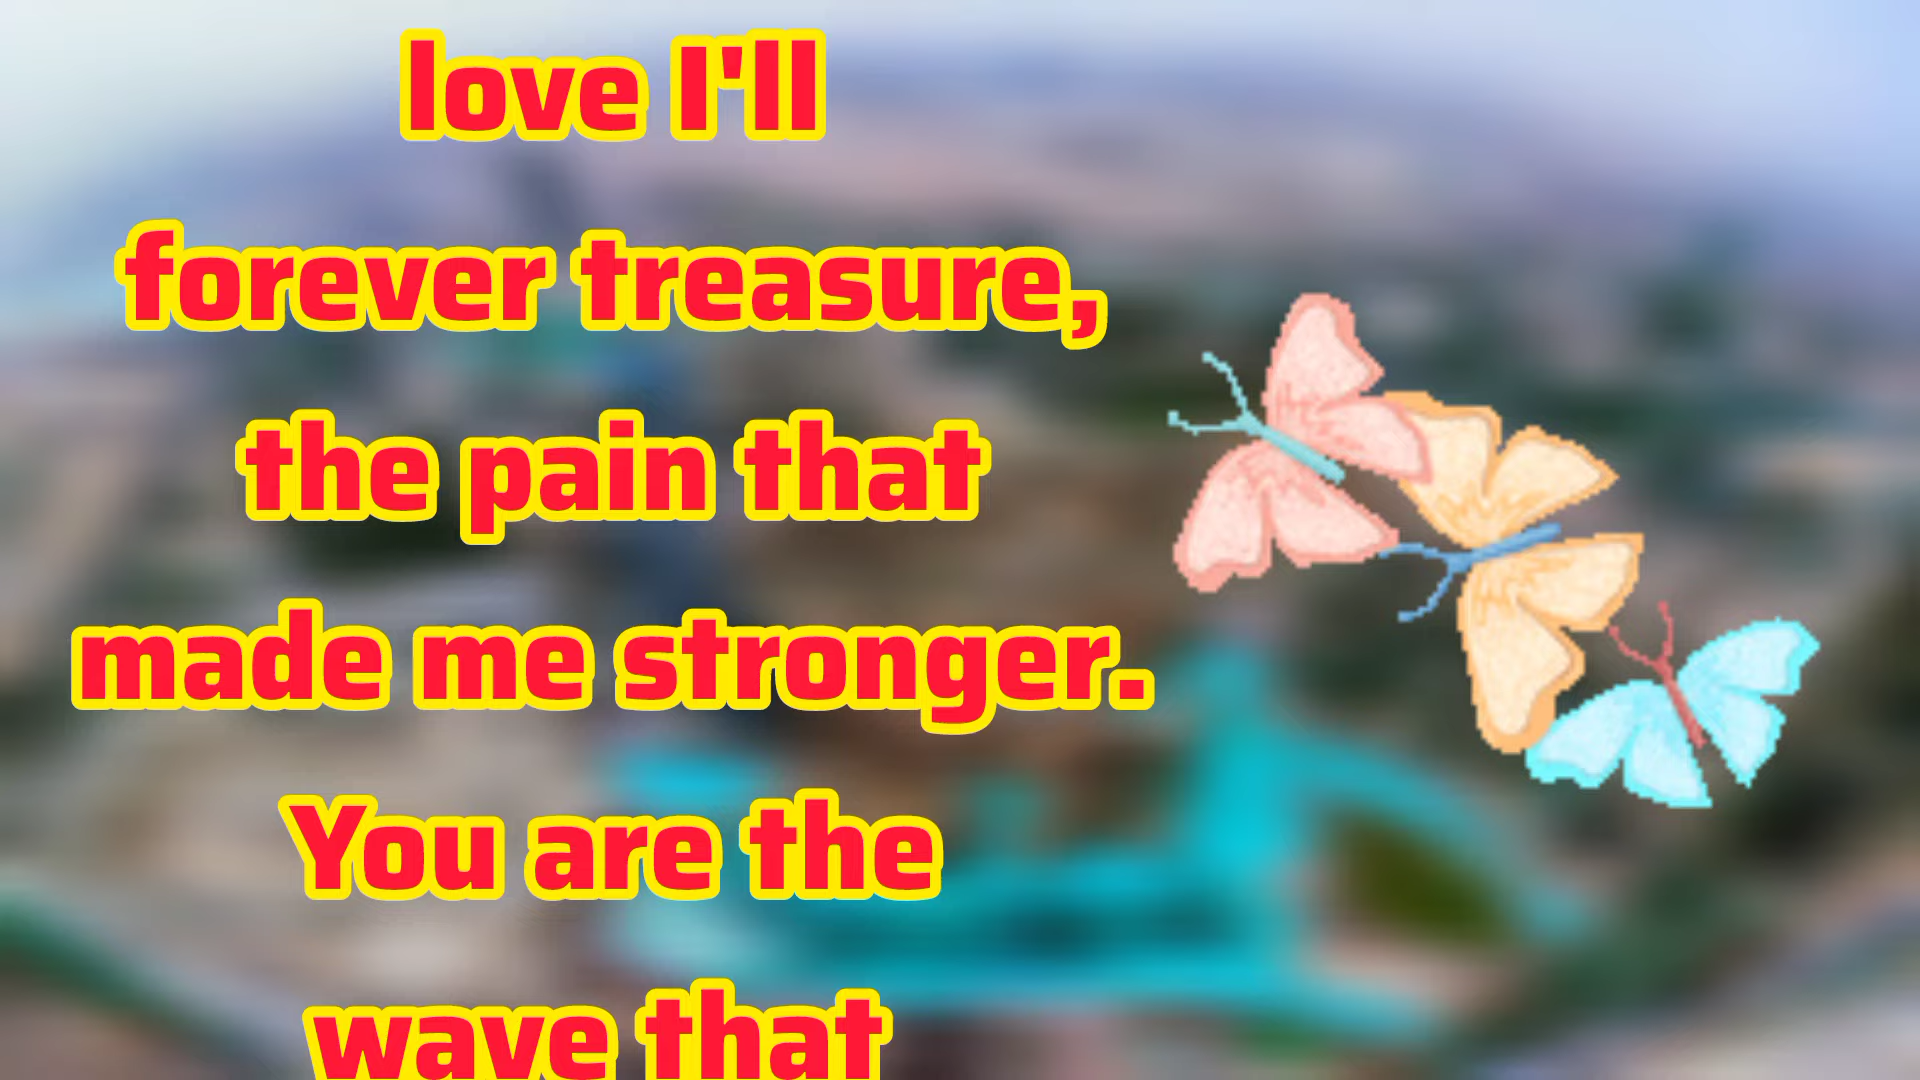 love I'll
forever treasure,
the pain that
made me stronger.
You are the
wave that